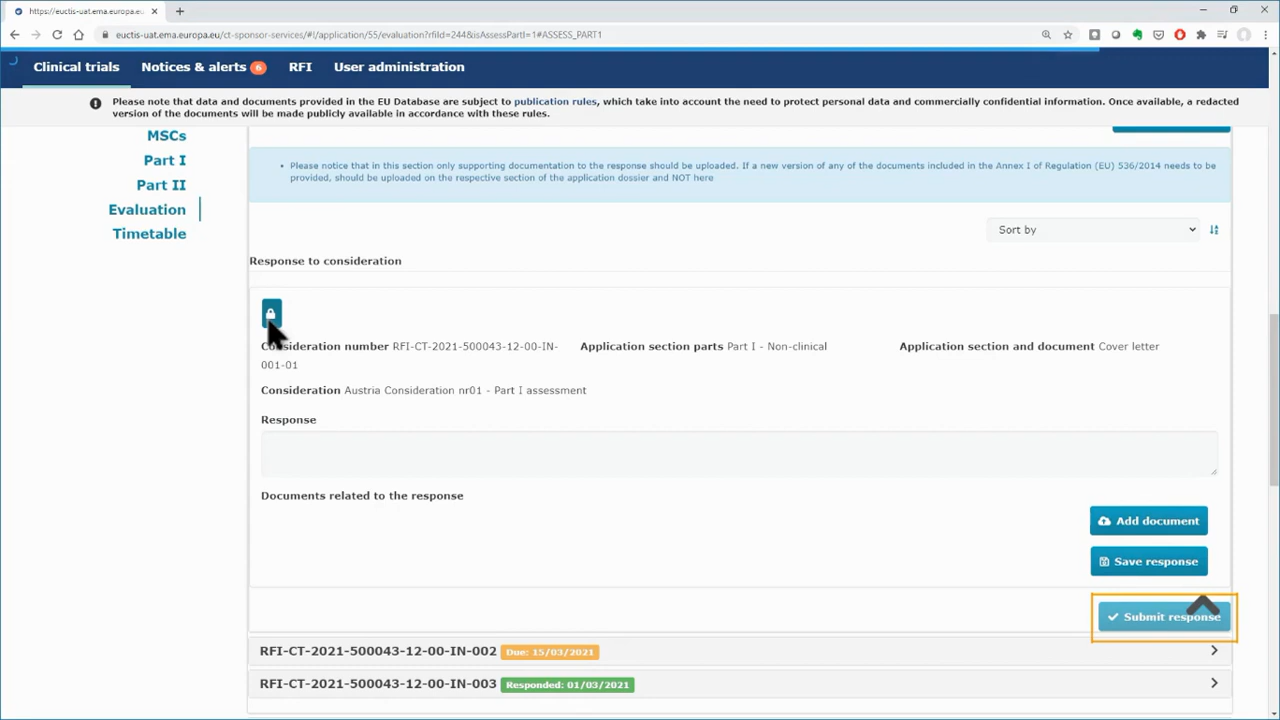 https://euctis-uat.ema.europa.eu
euctis-uat.ema.europa.eu/ct-sponsor-services/#!/application/55/evaluation?rfiId=244&isAssessPartI=1#ASSESS_PART1
Clinical trials
Notices & alerts 6
RFI
User administration
Please note that data and documents provided in the EU Database are subject to publication rules, which take into account the need to protect personal data and commercially confidential information. Once available, a redacted
version of the documents will be made publicly available in accordance with these rules.
MSCs
Part I
Part II
Evaluation
Timetable
Please notice that in this section only supporting documentation to the response should be uploaded. If a new version of any of the documents included in the Annex I of Regulation (EU) 536/2014 needs to be
provided, should be uploaded on the respective section of the application dossier and NOT here
Sort by
Response to consideration
Consideration number RFI-CT-2021-500043-12-00-IN-
001-01
Application section parts Part I - Non-clinical
Application section and document Cover letter
Consideration Austria Consideration nr01 - Part I assessment
Response
Documents related to the response
Add document
Save response
Submit response
RFI-CT-2021-500043-12-00-IN-002 Due: 15/03/2021
RFI-CT-2021-500043-12-00-IN-003 Responded: 01/03/2021